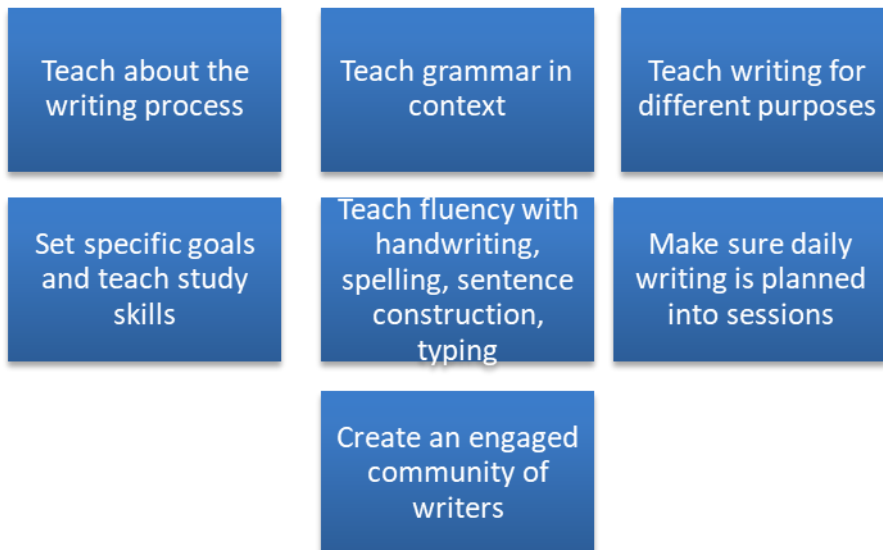 Teach about the
writing process
Teach grammar in
context
Teach writing for
different purposes
Set specific goals
and teach study
skills
Teach fluency with
handwriting,
spelling, sentence
construction,
typing
Make sure daily
writing is planned
into sessions
Create an engaged
community of
writers